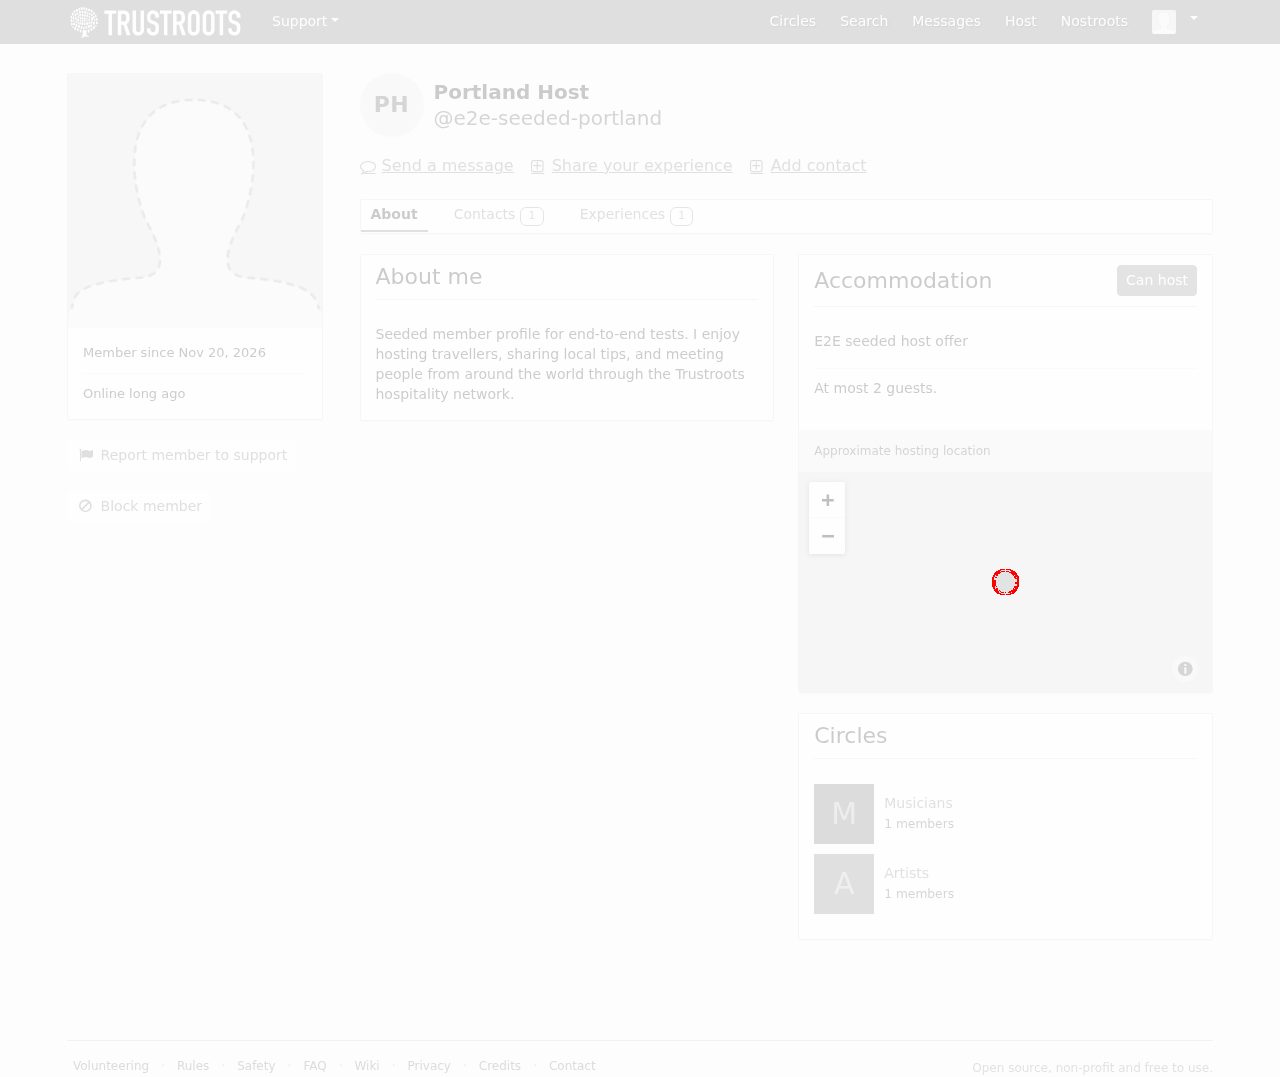 TRUSTROOTS
Support
Circles
Search
Messages
Host
Nostroots
PH
Portland Host
@e2e-seeded-portland
Send a message
Share your experience
Add contact
About
Contacts 1
Experiences 1
Member since Nov 20, 2026
Online long ago
Report member to support
Block member
About me
Seeded member profile for end-to-end tests. I enjoy
hosting travellers, sharing local tips, and meeting
people from around the world through the Trustroots
hospitality network.
Accommodation
Can host
E2E seeded host offer
At most 2 guests.
Approximate hosting location
+
−
Circles
M
Musicians
1 members
A
Artists
1 members
Volunteering · Rules · Safety · FAQ · Wiki · Privacy · Credits · Contact
Open source, non-profit and free to use.